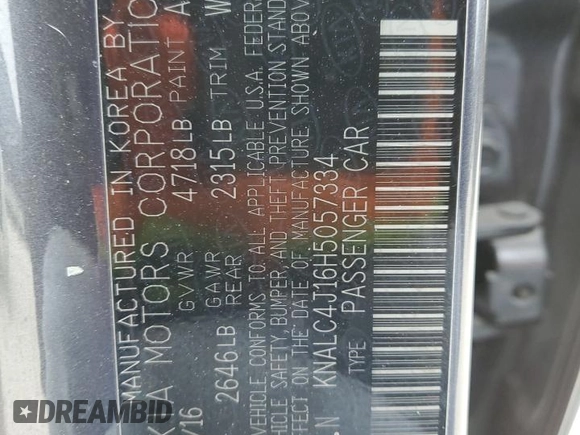 MANUFACTURED IN KOREA BY
KIA MOTORS CORPORATION
/16 GVWR 4718LB PAINT A
2646LB GAWR REAR 2315LB TRIM W
VEHICLE CONFORMS TO ALL APPLICABLE U.S.A. FEDERA
VEHICLE SAFETY, BUMPER, AND THEFT PREVENTION STAND
EFFECT ON THE DATE OF MANUFACTURE SHOWN ABOVE
N KNALC4J16H5057334
TYPE PASSENGER CAR
DREAMBID